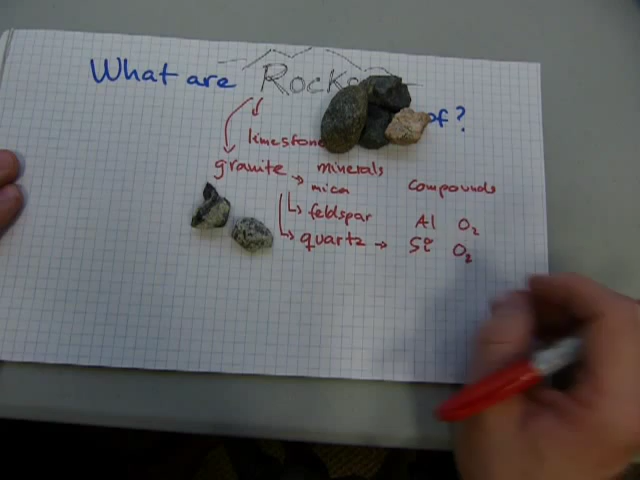 What are Rocks of?
limestone
granite → minerals
mica compounds
feldspar Al O₂
quartz → Si O₂